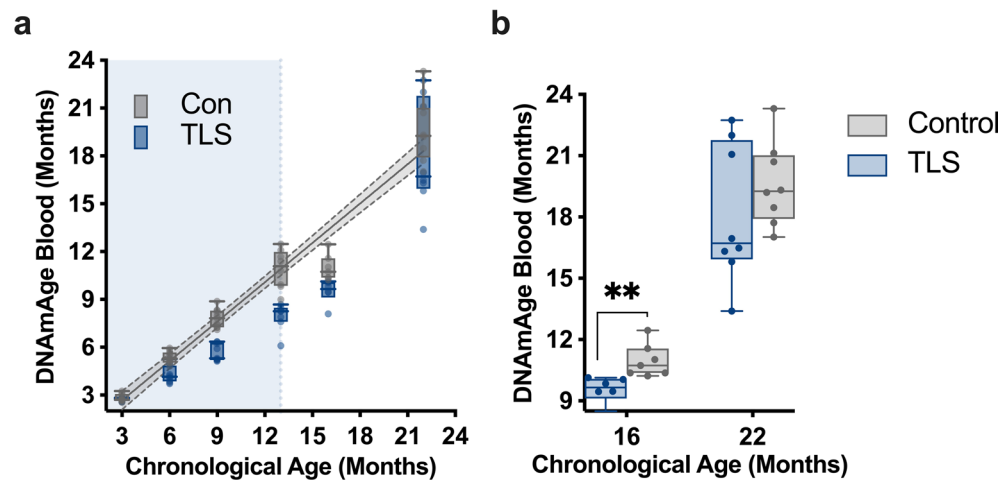 a
24
21
18
15
12
9
6
3
DNAmAge Blood (Months)
Con
TLS
3 6 9 12 13 16 21 24
Chronological Age (Months)
b
24
21
18
15
12
9
DNAmAge Blood (Months)
**
16 22
Chronological Age (Months)
Control
TLS